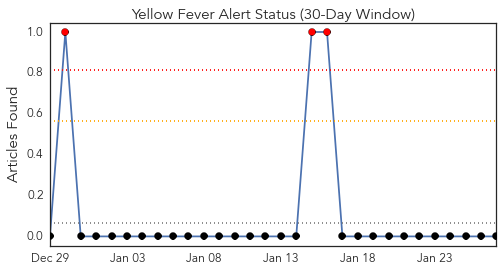 Yellow Fever Alert Status (30-Day Window)
Articles Found
1.0
0.8
0.6
0.4
0.2
0.0
Dec 29 Jan 03 Jan 08 Jan 13 Jan 18 Jan 23